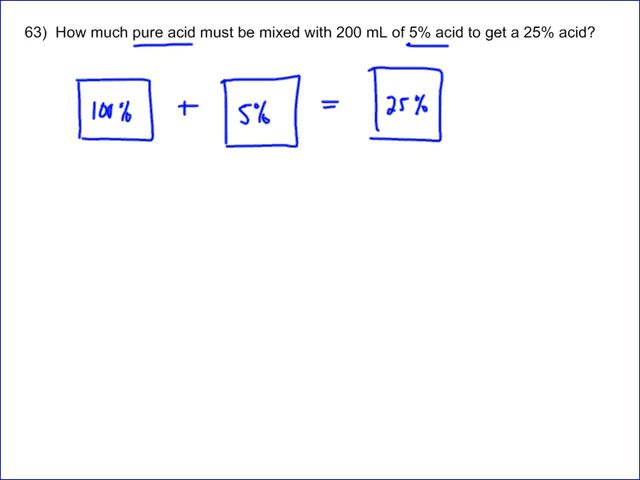 63) How much pure acid must be mixed with 200 mL of 5% acid to get a 25% acid?
100% + 5% = 25%